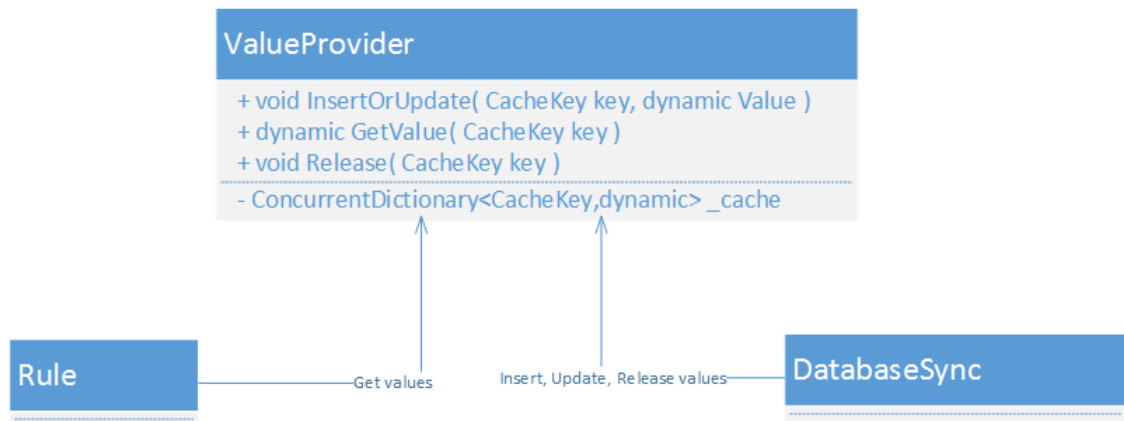 ValueProvider
+ void InsertOrUpdate( CacheKey key, dynamic Value )
+ dynamic GetValue( CacheKey key )
+ void Release( CacheKey key )
- ConcurrentDictionary<CacheKey,dynamic> _cache
Rule
Get values
Insert, Update, Release values
DatabaseSync